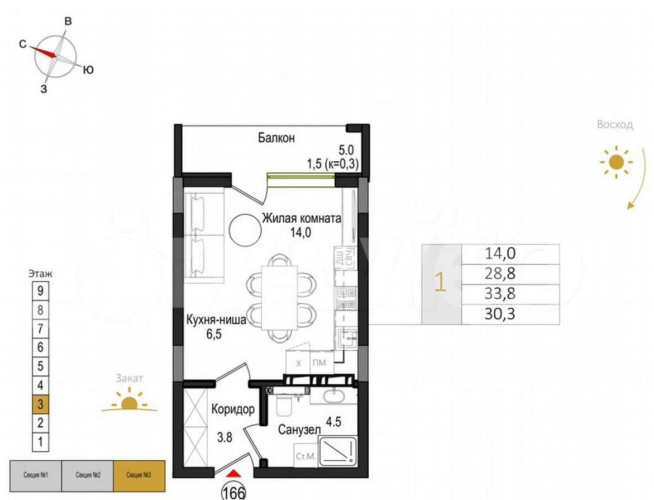 В
С
Ю
З
Балкон
5.0
1,5 (к=0,3)
Восход
Жилая комната
14,0
ДШ
СВЧ
14,0
28,8
33,8
30,3
1
Этаж
9
8
7
6
5
4
3
2
1
Кухня-ниша
6,5
Х
ПМ
Закат
Коридор
3.8
Санузел
4.5
Ст.М.
Секция №1
Секция №2
Секция №3
166